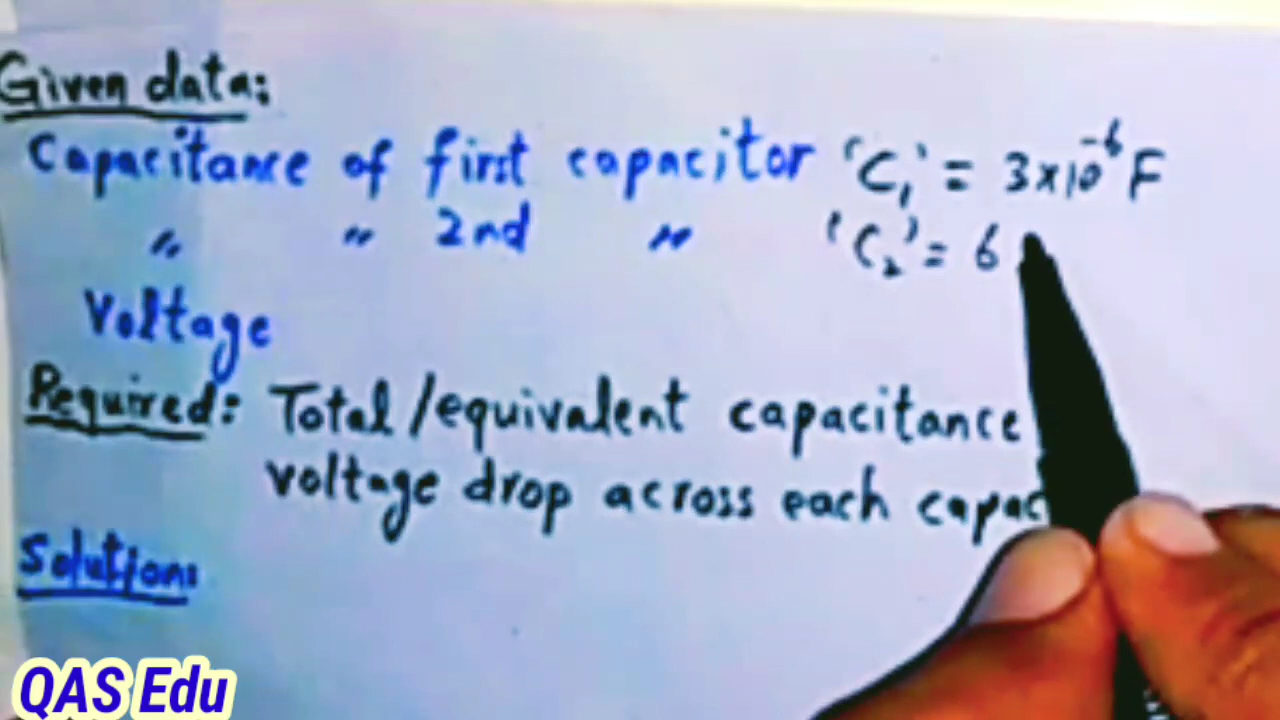 Given data:
Capacitance of first capacitor 'C₁' = 3×10⁻⁶ F
" " 2nd " 'C₂' = 6
Voltage
Required: Total/equivalent capacitance
voltage drop across each capac
Solution:
QAS Edu